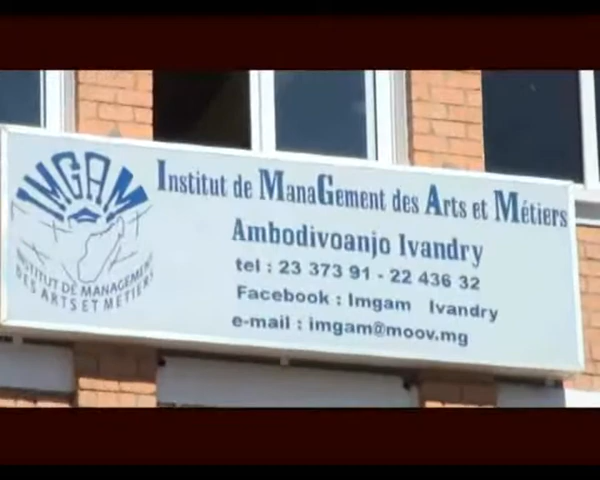 IMGAM
INSTITUT DE MANAGEMENT
DES ARTS ET METIERS
Institut de ManaGement des Arts et Métiers
Ambodivoanjo Ivandry
tel : 23 373 91 - 22 436 32
Facebook : Imgam Ivandry
e-mail : imgam@moov.mg